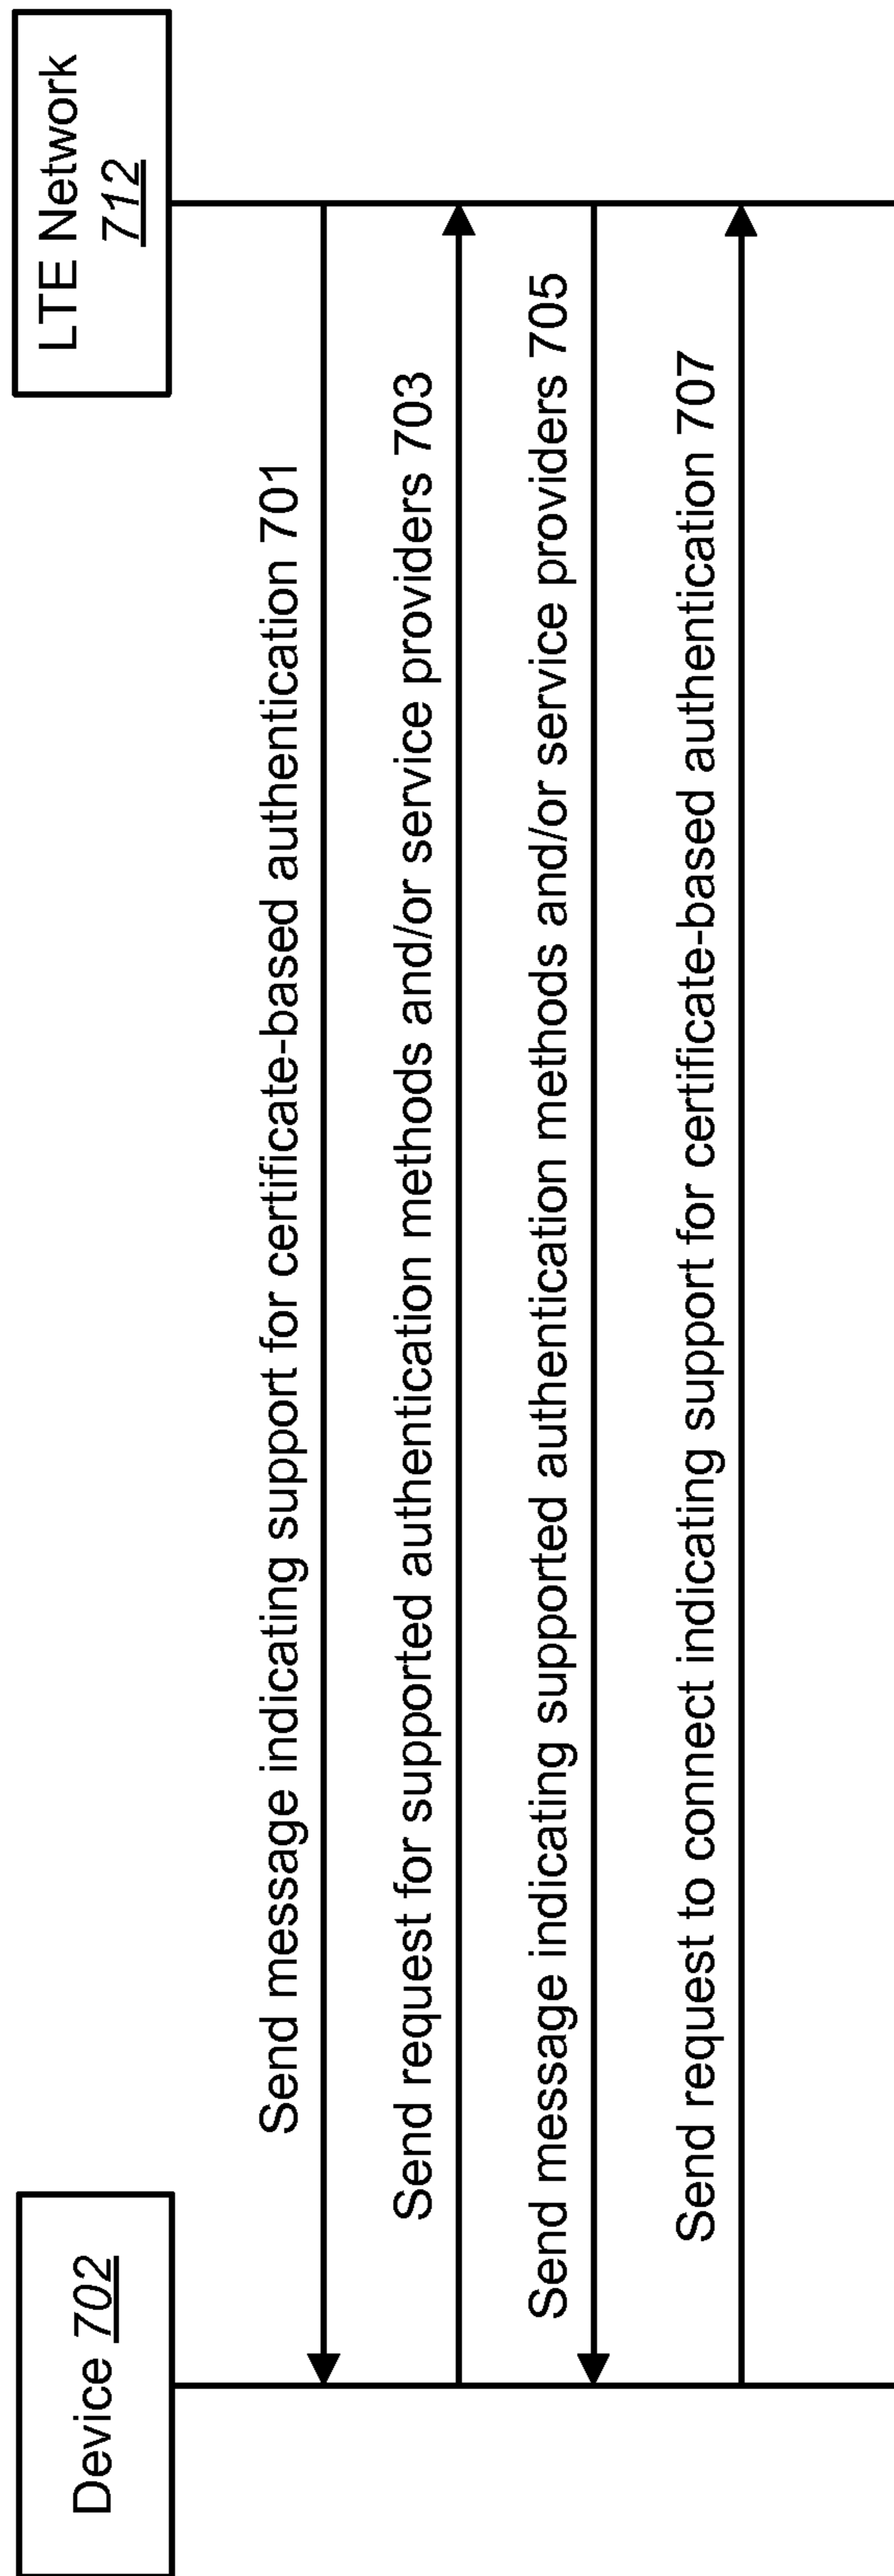 Device 702
LTE Network
712
Send message indicating support for certificate-based authentication 701
Send request for supported authentication methods and/or service providers 703
Send message indicating supported authentication methods and/or service providers 705
Send request to connect indicating support for certificate-based authentication 707